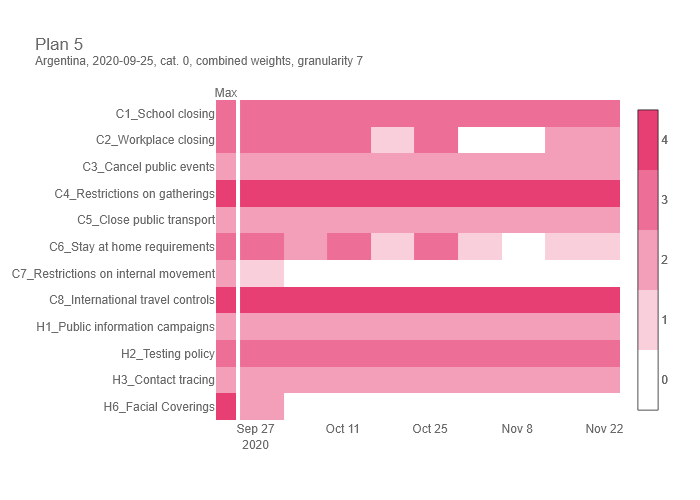 Plan 5
Argentina, 2020-09-25, cat. 0, combined weights, granularity 7
Max
C1_School closing
C2_Workplace closing
C3_Cancel public events
C4_Restrictions on gatherings
C5_Close public transport
C6_Stay at home requirements
C7_Restrictions on internal movement
C8_International travel controls
H1_Public information campaigns
H2_Testing policy
H3_Contact tracing
H6_Facial Coverings
4
3
2
1
0
Sep 27 Oct 11 Oct 25 Nov 8 Nov 22
2020